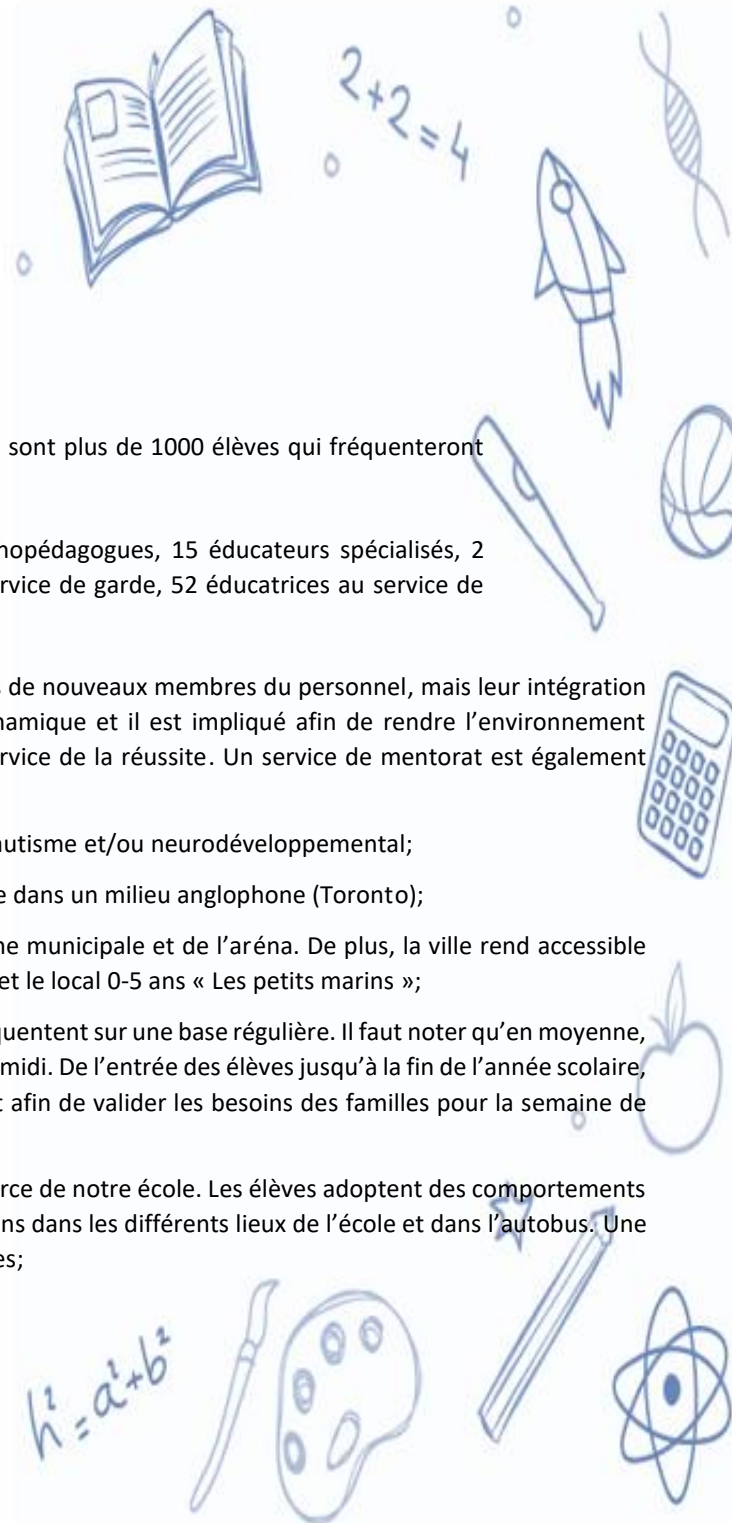 2+2=4
sont plus de 1000 élèves qui fréquenteront
hopédagogues, 15 éducateurs spécialisés, 2
rvice de garde, 52 éducatrices au service de
s de nouveaux membres du personnel, mais leur intégration
namique et il est impliqué afin de rendre l’environnement
ervice de la réussite. Un service de mentorat est également
autisme et/ou neurodéveloppemental;
e dans un milieu anglophone (Toronto);
ne municipale et de l’aréna. De plus, la ville rend accessible
et le local 0-5 ans « Les petits marins »;
quentent sur une base régulière. Il faut noter qu’en moyenne,
midi. De l’entrée des élèves jusqu’à la fin de l’année scolaire,
t afin de valider les besoins des familles pour la semaine de
rce de notre école. Les élèves adoptent des comportements
ns dans les différents lieux de l’école et dans l’autobus. Une
es;
h²=a²+b²